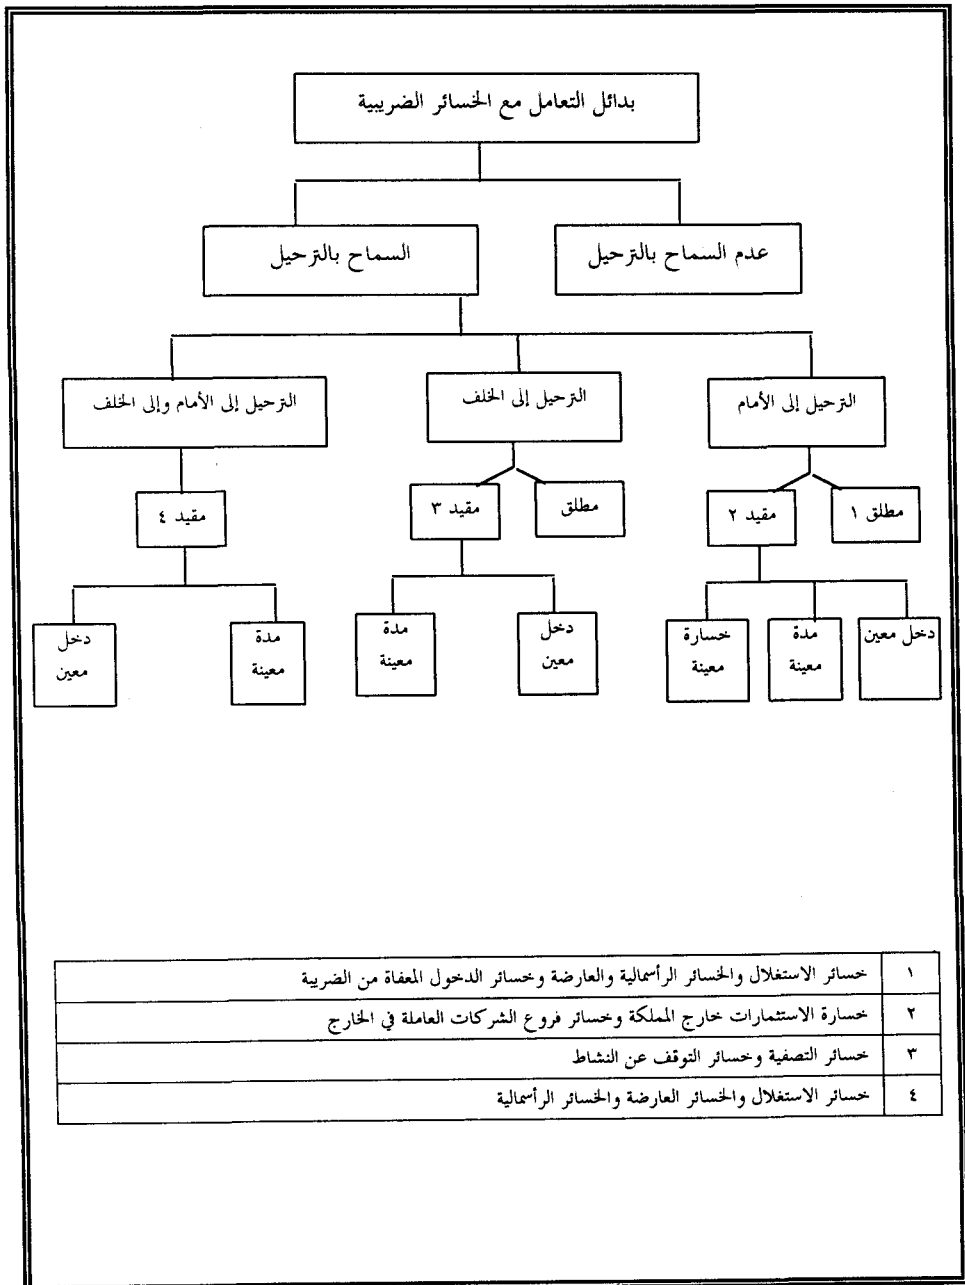 بدائل التعامل مع الخسائر الضريبية
عدم السماح بالترحيل
السماح بالترحيل
الترحيل إلى الأمام
الترحيل إلى الخلف
الترحيل إلى الأمام وإلى الخلف
مطلق ١
مقيد ٢
مطلق
مقيد ٣
مقيد ٤
دخل معين
مدة
معينة
خسارة
معينة
دخل
معين
مدة
معينة
مدة
معينة
دخل
معين
١ خسائر الاستغلال والخسائر الرأسمالية والعارضة وخسائر الدخول المعفاة من الضريبة
٢ خسارة الاستثمارات خارج المملكة وخسائر فروع الشركات العاملة في الخارج
٣ خسائر التصفية وخسائر التوقف عن النشاط
٤ خسائر الاستغلال والخسائر العارضة والخسائر الرأسمالية